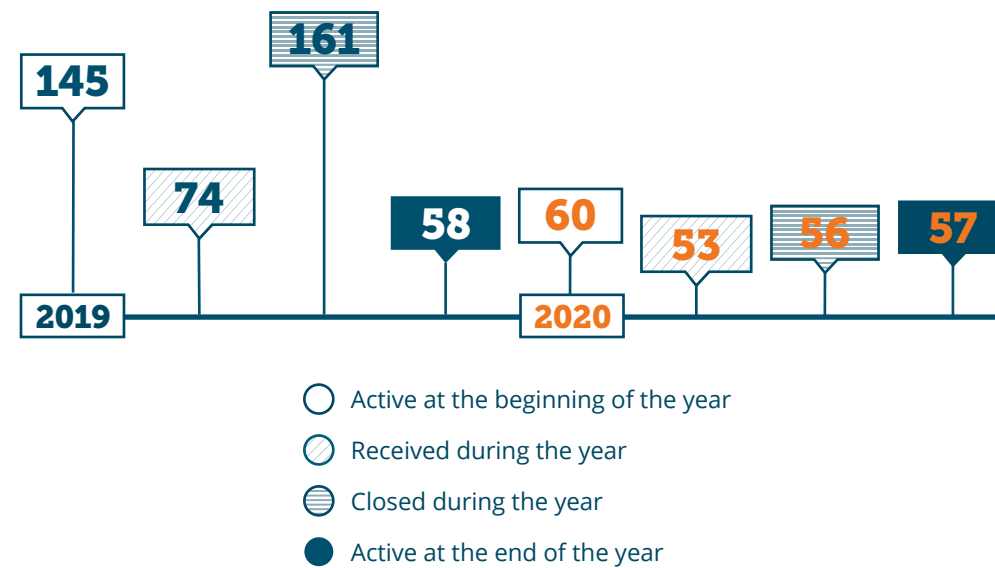 161
145
74
58
60
53
56
57
2019
2020
Active at the beginning of the year
Received during the year
Closed during the year
Active at the end of the year